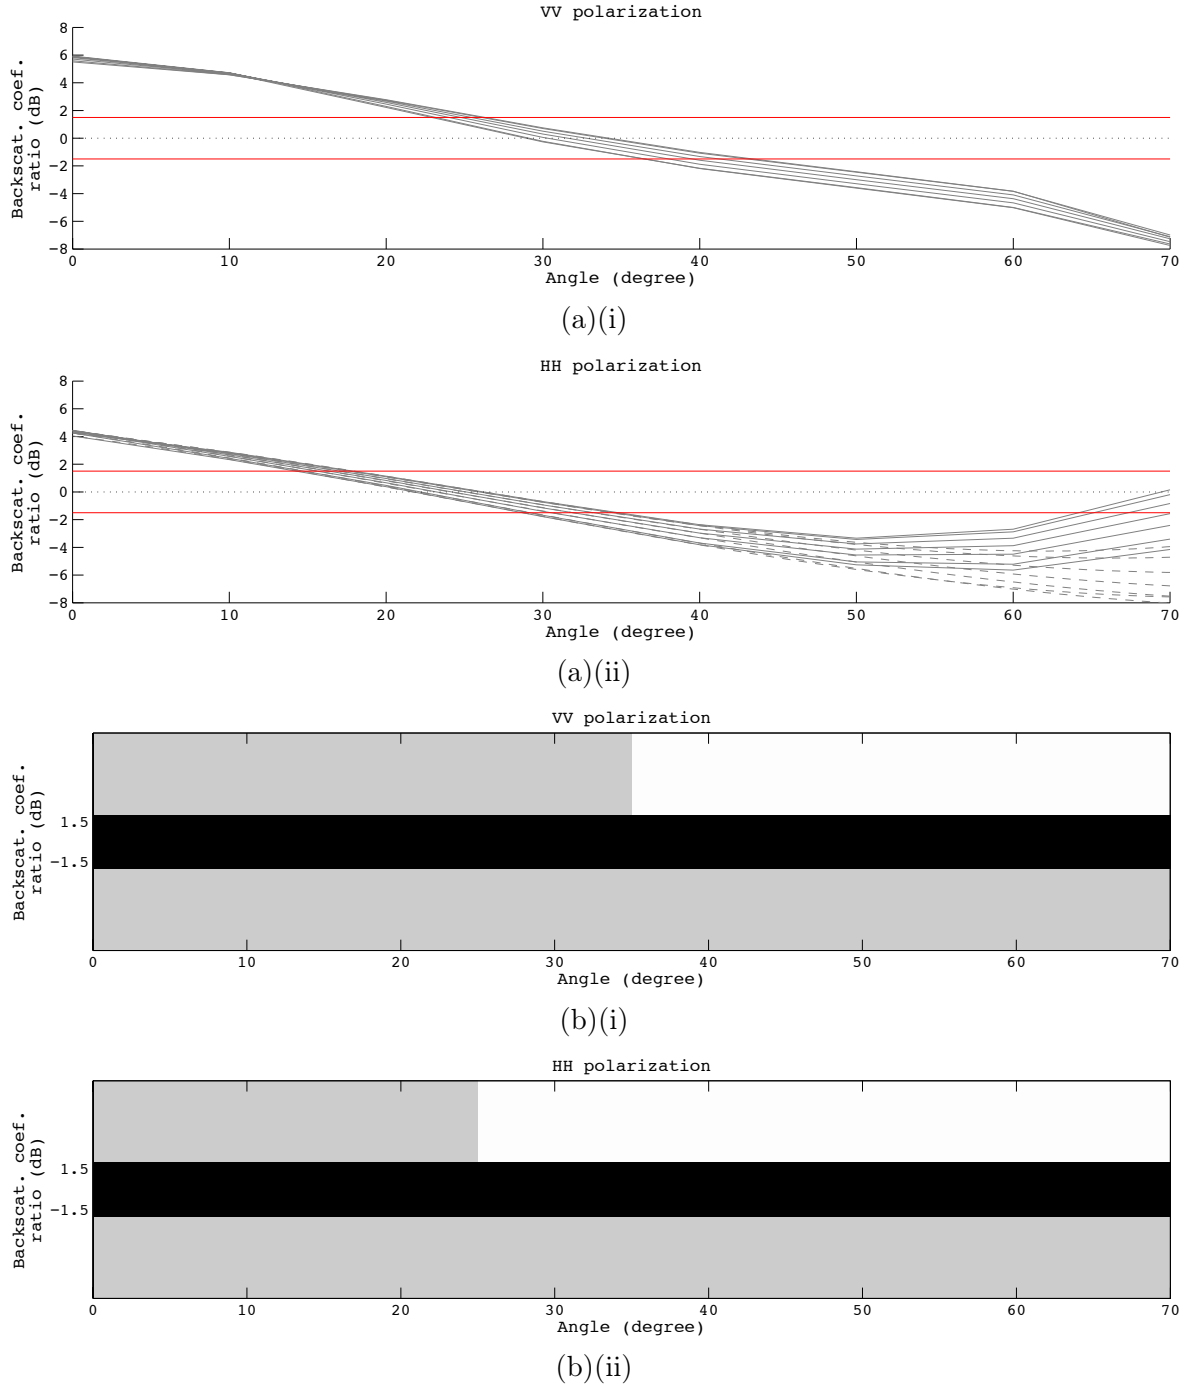 VV polarization
8
6
4
2
0
−2
−4
−6
−8
Backscat. coef.
ratio (dB)
0 10 20 30 40 50 60 70
Angle (degree)
(a)(i)
HH polarization
8
6
4
2
0
−2
−4
−6
−8
Backscat. coef.
ratio (dB)
0 10 20 30 40 50 60 70
Angle (degree)
(a)(ii)
VV polarization
1.5
−1.5
Backscat. coef.
ratio (dB)
0 10 20 30 40 50 60 70
Angle (degree)
(b)(i)
HH polarization
1.5
−1.5
Backscat. coef.
ratio (dB)
0 10 20 30 40 50 60 70
Angle (degree)
(b)(ii)